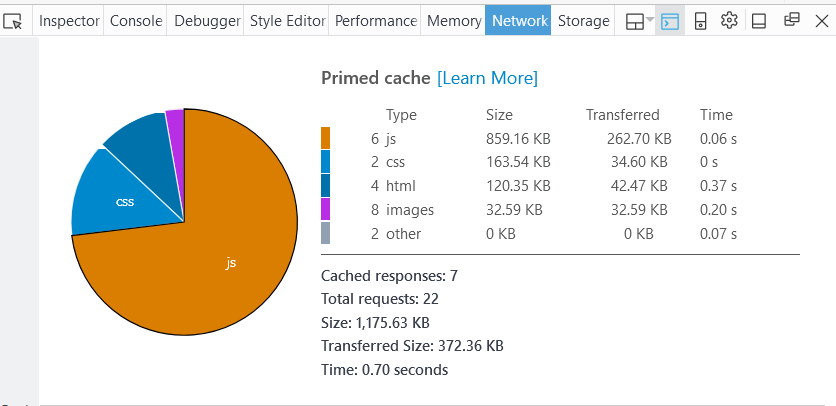 Inspector Console Debugger Style Editor Performance Memory Network Storage
Primed cache [Learn More]
Type Size Transferred Time
6 js 859.16 KB 262.70 KB 0.06 s
2 css 163.54 KB 34.60 KB 0 s
4 html 120.35 KB 42.47 KB 0.37 s
8 images 32.59 KB 32.59 KB 0.20 s
2 other 0 KB 0 KB 0.07 s
css
js
Cached responses: 7
Total requests: 22
Size: 1,175.63 KB
Transferred Size: 372.36 KB
Time: 0.70 seconds